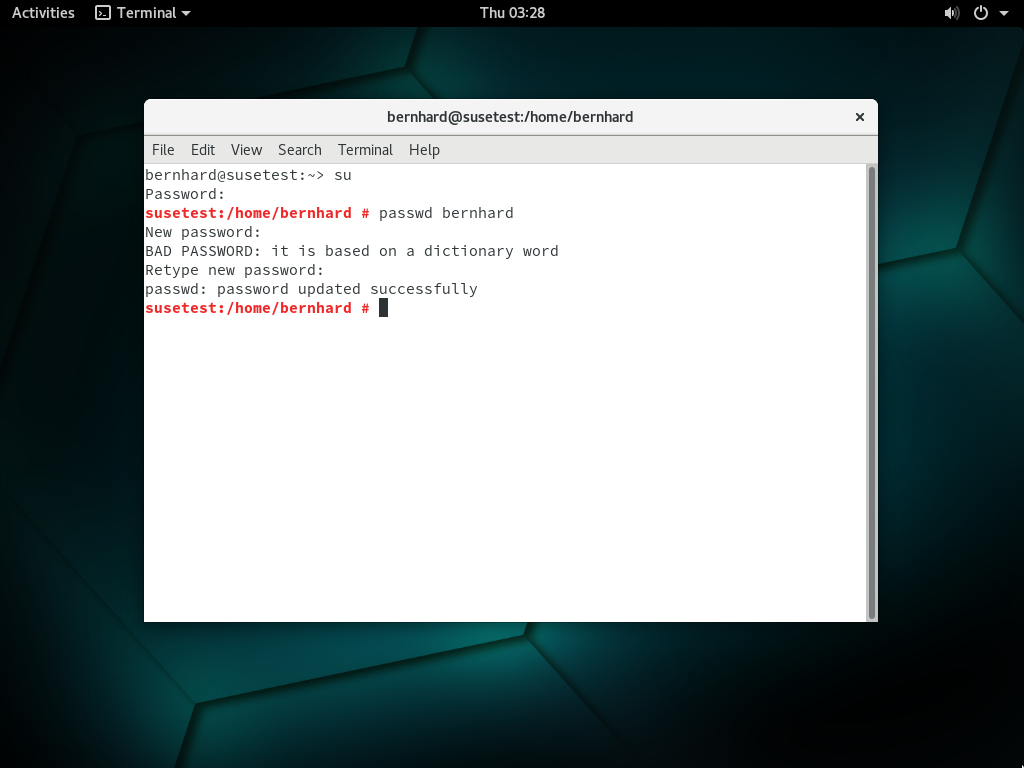 Activities Terminal Thu 03:28
bernhard@susetest:/home/bernhard ×
File Edit View Search Terminal Help
bernhard@susetest:~> su
Password:
susetest:/home/bernhard # passwd bernhard
New password:
BAD PASSWORD: it is based on a dictionary word
Retype new password:
passwd: password updated successfully
susetest:/home/bernhard #